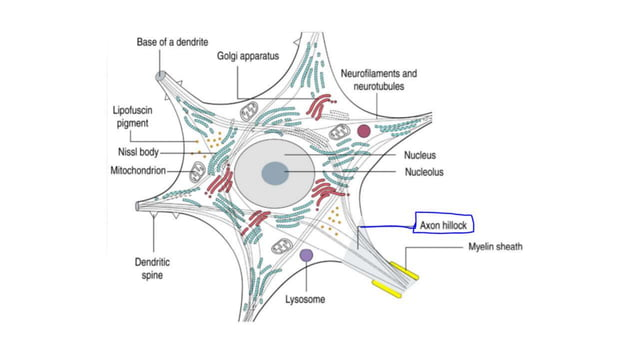 Base of a dendrite
Golgi apparatus
Neurofilaments and
neurotubules
Lipofuscin
pigment
Nissl body
Mitochondrion
Nucleus
Nucleolus
Axon hillock
Myelin sheath
Dendritic
spine
Lysosome